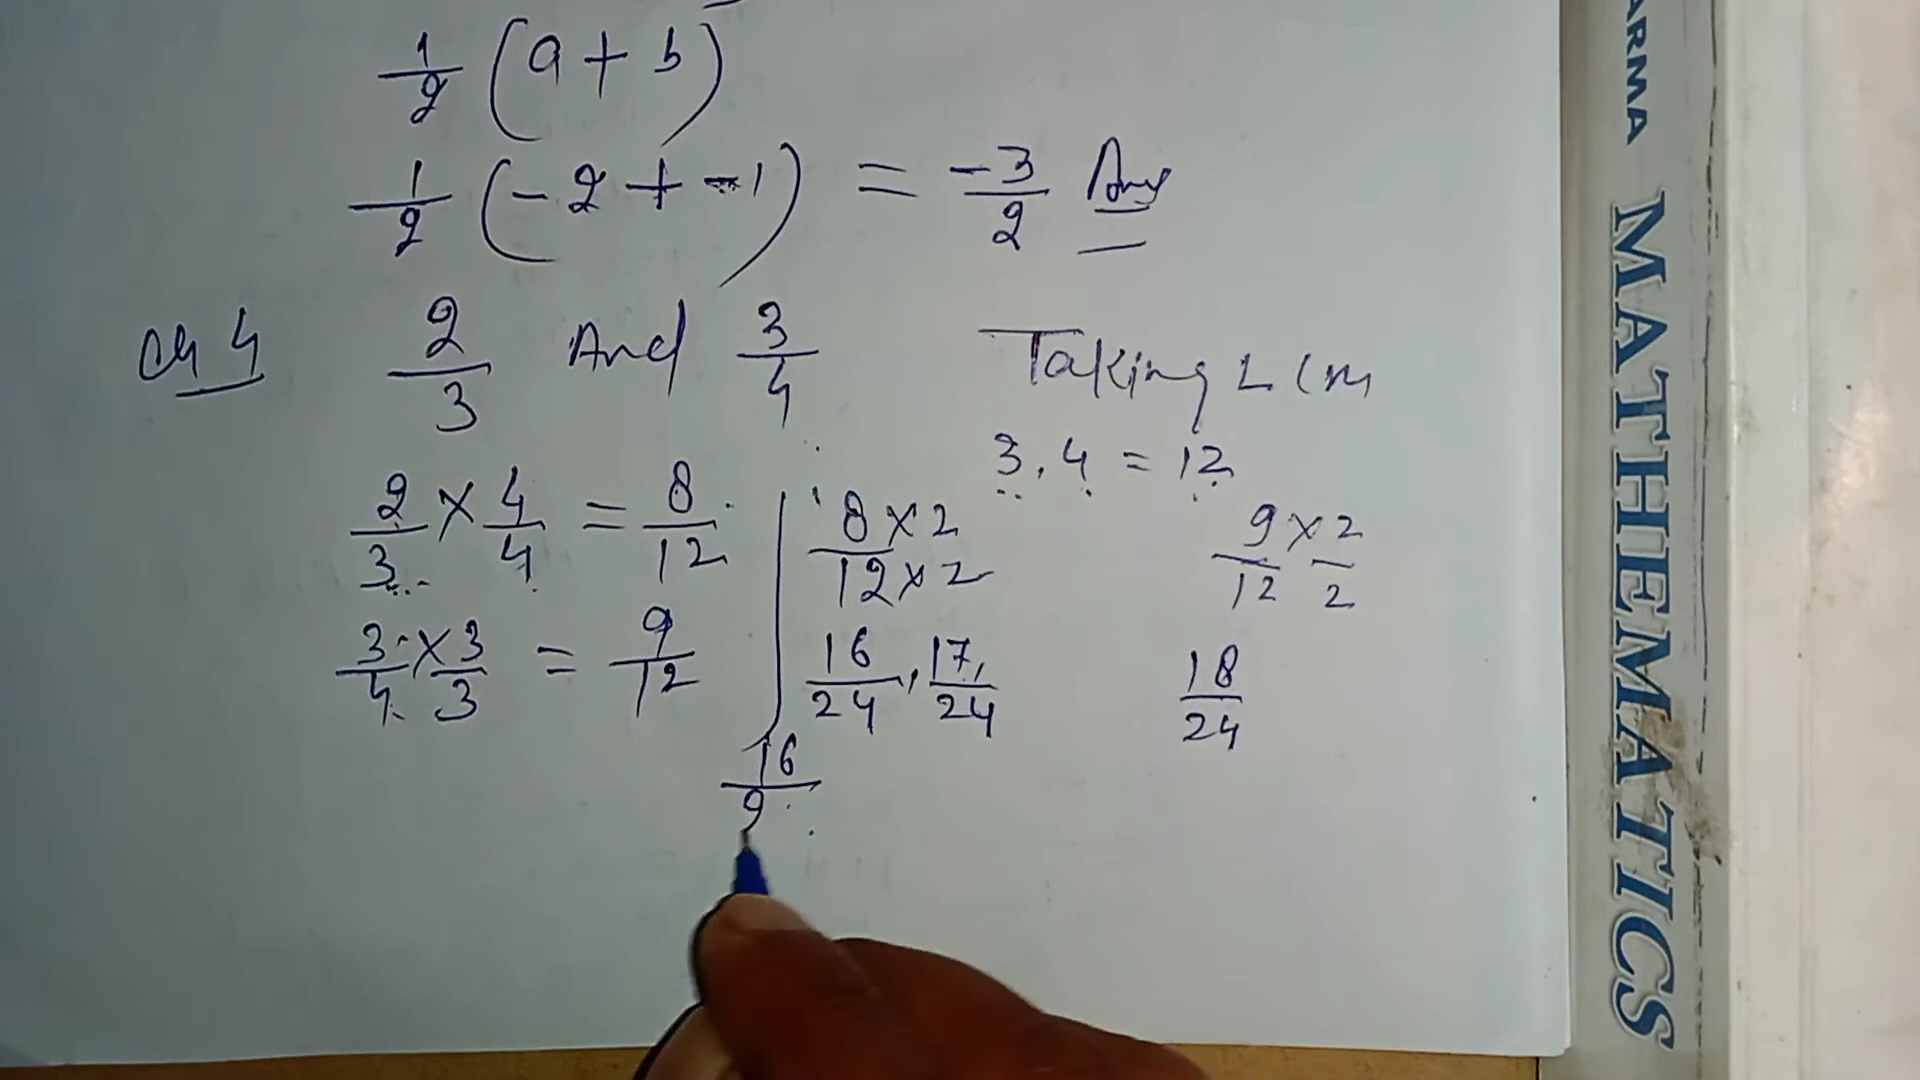 1/2 (a + b)
1/2 (-2 + -1) = -3/2 Ans
2/3 And 3/4
Taking LCM
3, 4 = 12
2/3 × 4/4 = 8/12
8×2/12×2
9/12 × 2/2
3/4 × 3/3 = 9/12
16/24, 17/24
18/24
16/2
ARMA MATHEMATICS